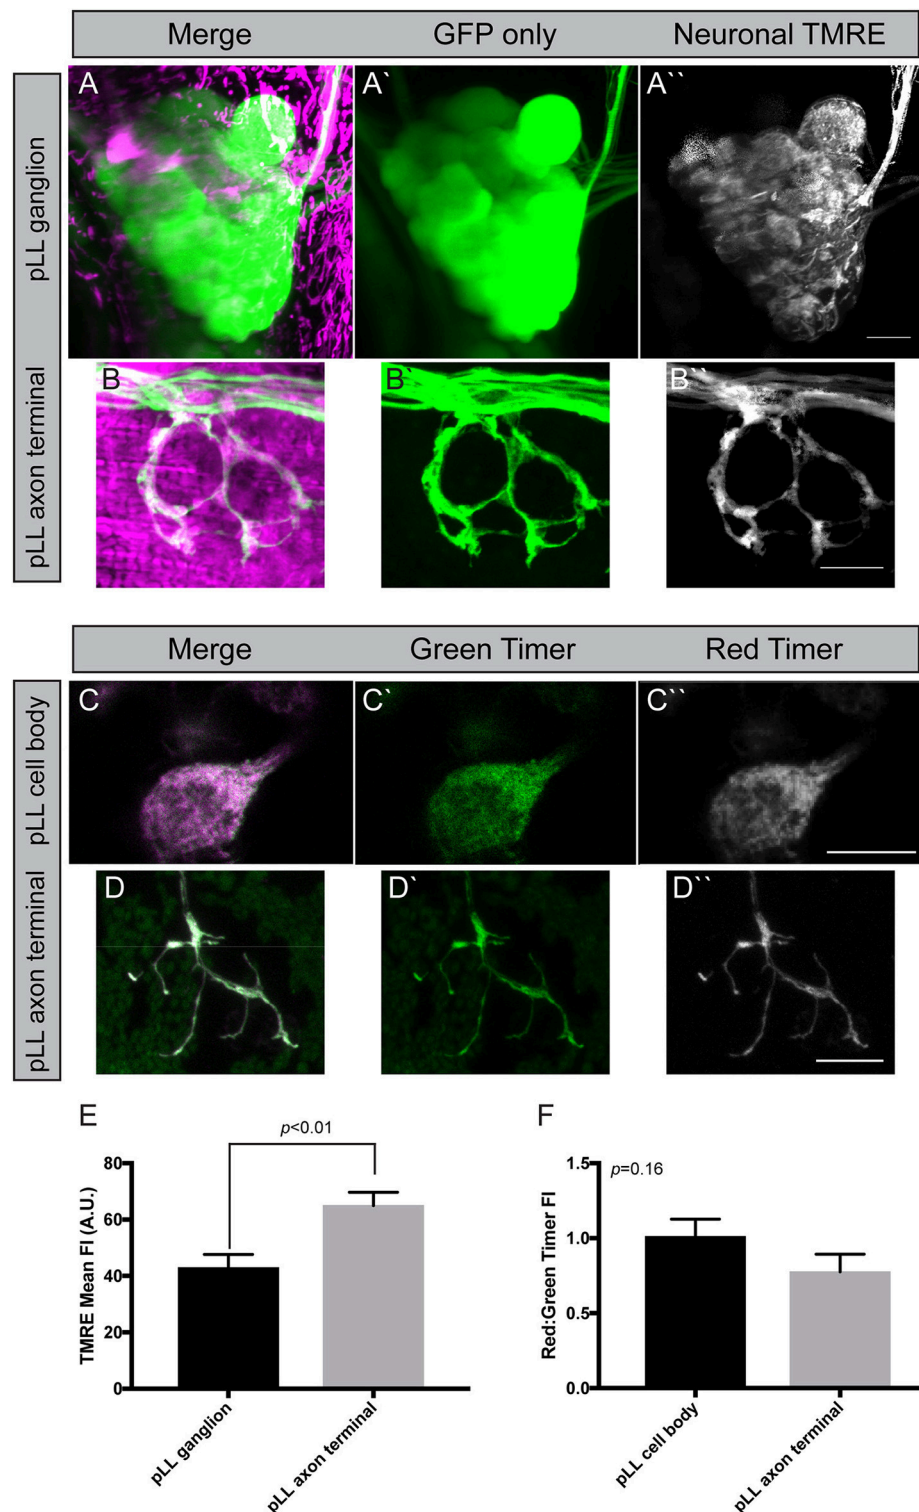 Merge GFP only Neuronal TMRE
pLL ganglion
A A` A``
pLL axon terminal
B B` B``
Merge Green Timer Red Timer
pLL cell body
C C` C``
pLL axon terminal
D D` D``
E
p<0.01
TMRE Mean FI (A.U.)
80
60
40
20
0
pLL ganglion
pLL axon terminal
F
p=0.16
Red:Green Timer FI
1.5
1.0
0.5
0.0
pLL cell body
pLL axon terminal